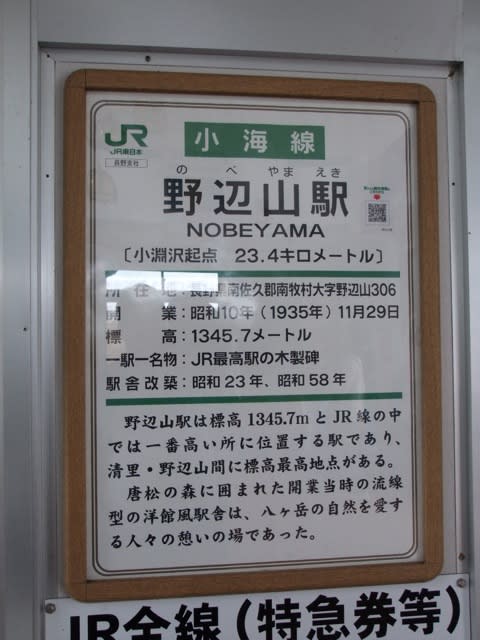 JR
JR東日本
長野支社
小海線
のべやまえき
野辺山駅
NOBEYAMA
〔小淵沢起点 23.4キロメートル〕
所在地：長野県南佐久郡南牧村大字野辺山306
開業：昭和10年（1935年）11月29日
標高：1345.7メートル
一駅一名物：JR最高駅の木製碑
駅舎改築：昭和23年、昭和58年
野辺山駅は標高1345.7mとJR線の中
では一番高い所に位置する駅であり、
清里・野辺山間に標高最高地点がある。
唐松の森に囲まれた開業当時の流線
型の洋館風駅舎は、八ヶ岳の自然を愛す
る人々の憩いの場であった。
JR全線（特急券等）